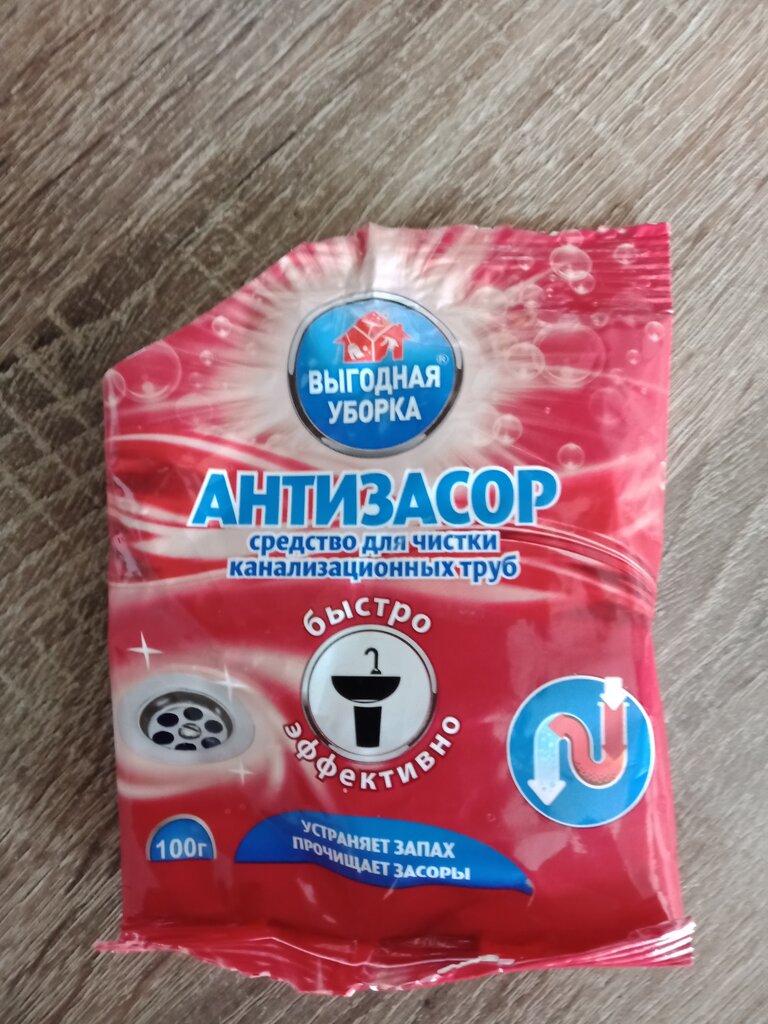 ВЫГОДНАЯ
УБОРКА
®
АНТИЗАСОР
средство для чистки
канализационных труб
быстро
эффективно
100г
УСТРАНЯЕТ ЗАПАХ
ПРОЧИЩАЕТ ЗАСОРЫ